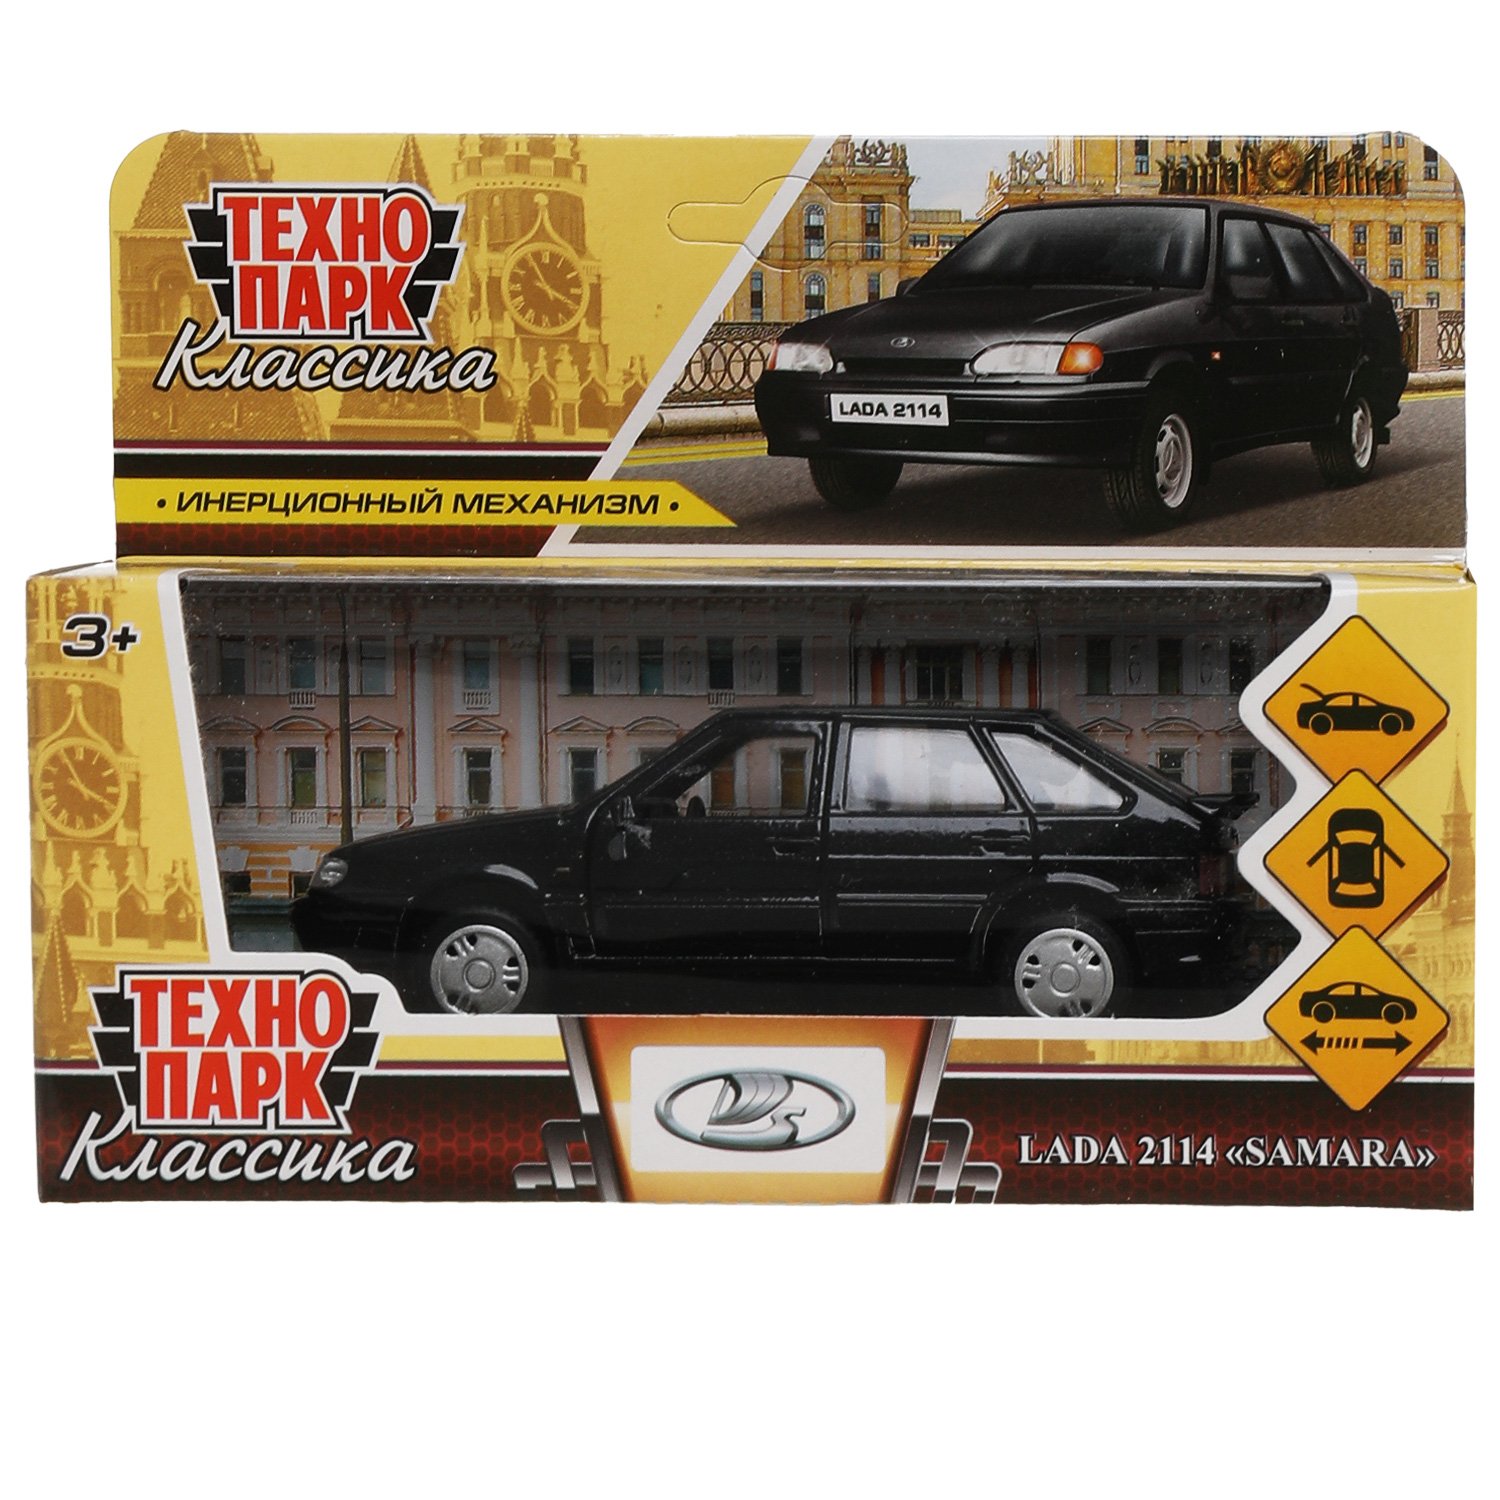 ТЕХНО
ПАРК
Классика
LADA 2114
• ИНЕРЦИОННЫЙ МЕХАНИЗМ •
3+
ТЕХНО
ПАРК
Классика
LADA 2114 «SAMARA»